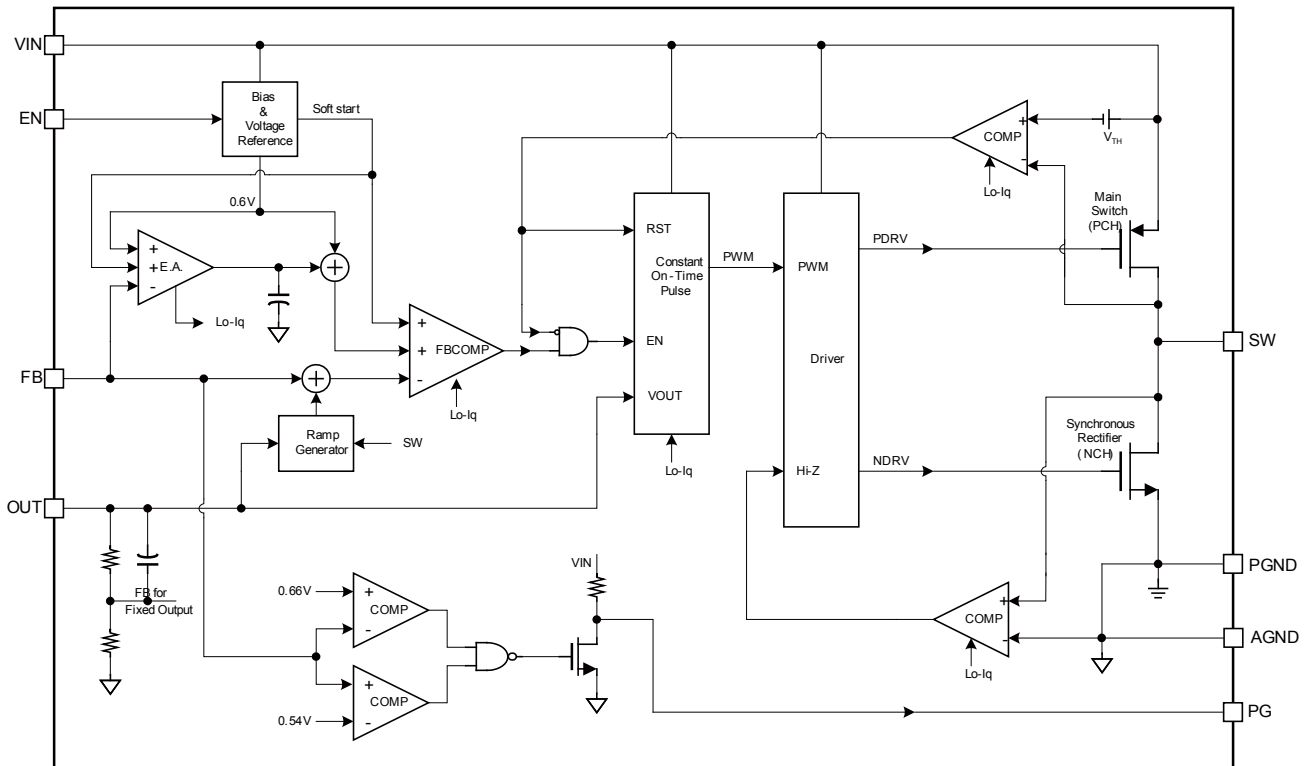 VIN
EN
Bias
&
Voltage
Reference
Soft start
0.6V
+
+ E.A.
-
Lo-Iq
+
FB
+
+
+
FBCOMP
-
Lo-Iq
Ramp
Generator
SW
OUT
FB for
Fixed Output
RST
Constant
On-Time
Pulse
EN
VOUT
Lo-Iq
PWM
PWM
Driver
Hi-Z
PDRV
NDRV
+
COMP
-
Lo-Iq
VTH
Main
Switch
(PCH)
SW
Synchronous
Rectifier
(NCH)
+
COMP
-
Lo-Iq
PGND
AGND
0.66V
+
COMP
-
+
COMP
-
0.54V
VIN
PG